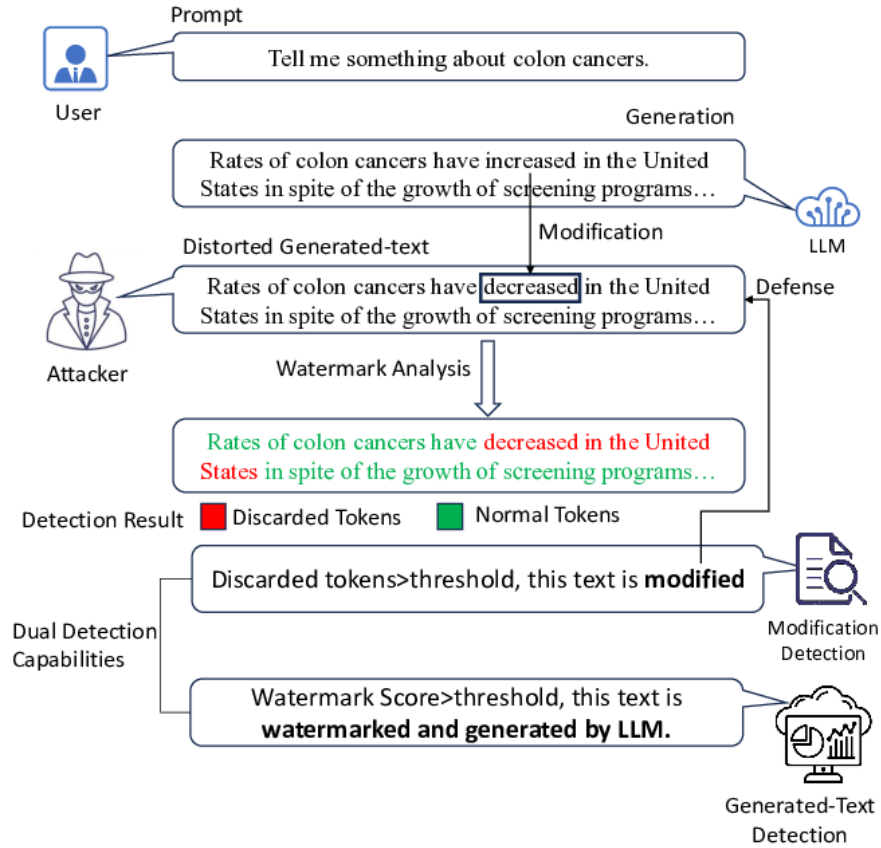 Prompt
Tell me something about colon cancers.
User
Generation
Rates of colon cancers have increased in the United
States in spite of the growth of screening programs…
LLM
Modification
Distorted Generated-text
Rates of colon cancers have decreased in the United
States in spite of the growth of screening programs…
Defense
Attacker
Watermark Analysis
Rates of colon cancers have decreased in the United
States in spite of the growth of screening programs…
Detection Result
Discarded Tokens
Normal Tokens
Discarded tokens>threshold, this text is modified
Modification
Detection
Dual Detection
Capabilities
Watermark Score>threshold, this text is
watermarked and generated by LLM.
Generated-Text
Detection